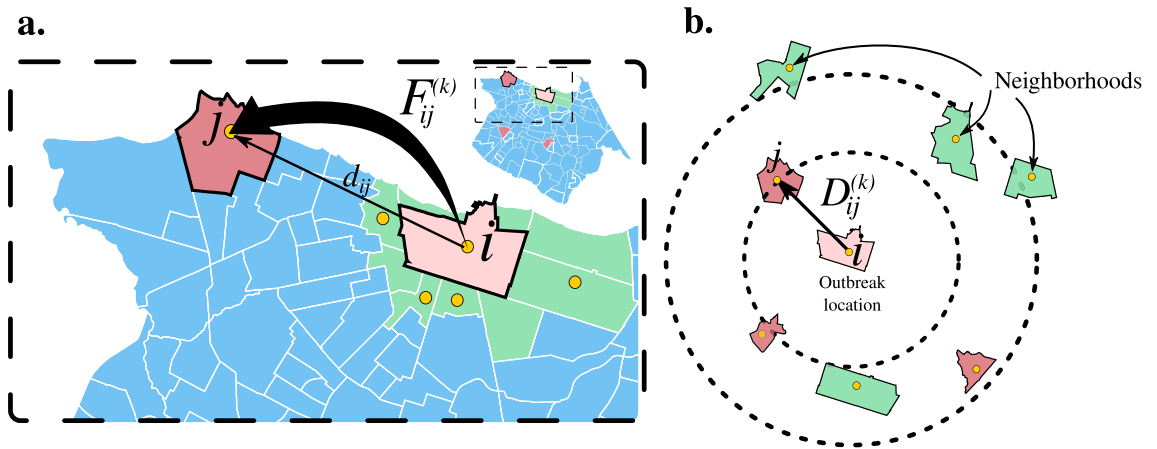 a.
F_{ij}^{(k)}
j
d_{ij}
i
b.
Neighborhoods
j
D_{ij}^{(k)}
i
Outbreak
location